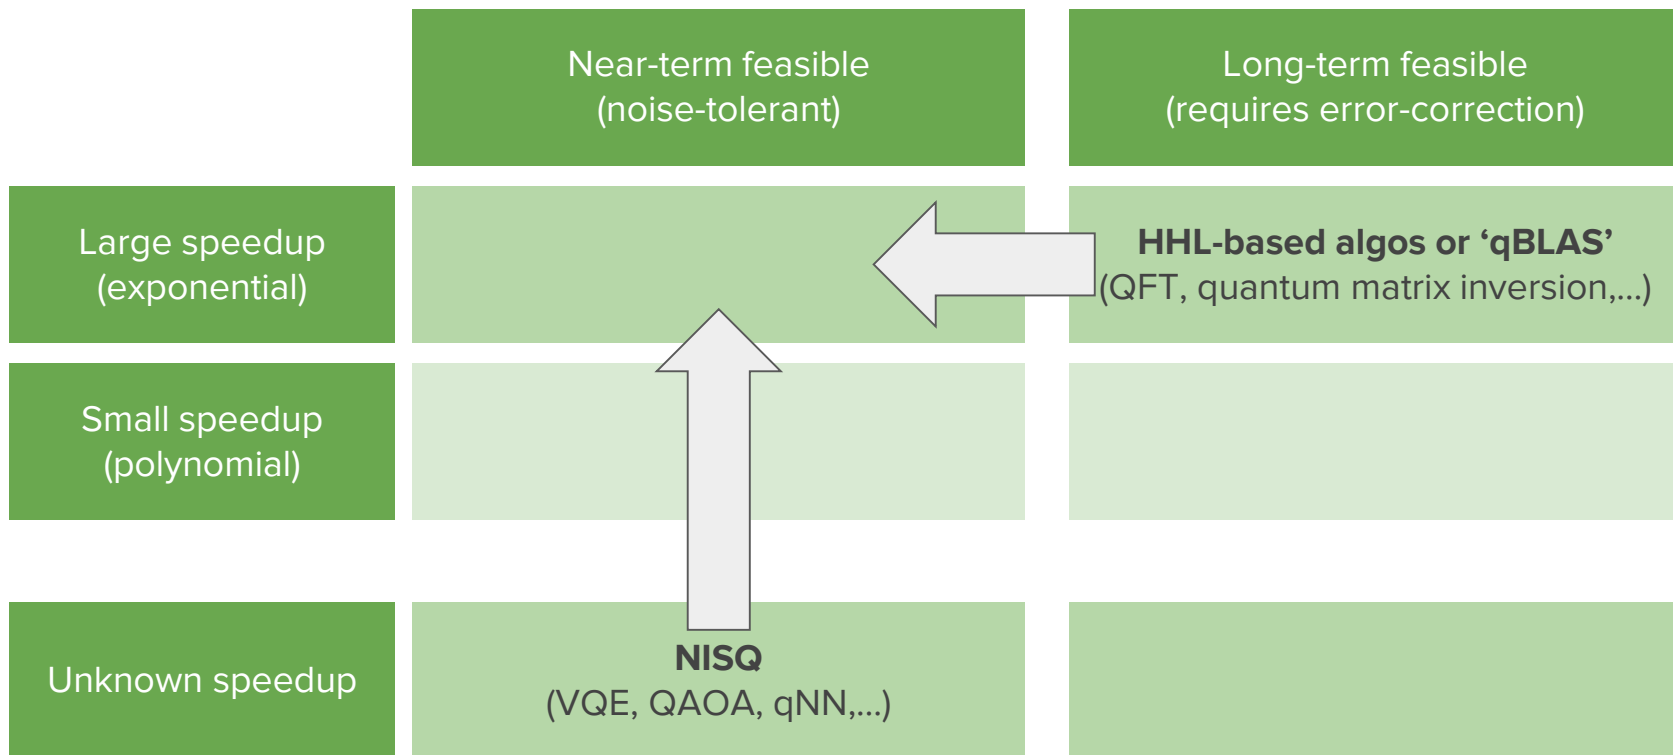 Near-term feasible
(noise-tolerant)
Long-term feasible
(requires error-correction)
Large speedup
(exponential)
HHL-based algos or ‘qBLAS’
(QFT, quantum matrix inversion,...)
Small speedup
(polynomial)
Unknown speedup
NISQ
(VQE, QAOA, qNN,...)